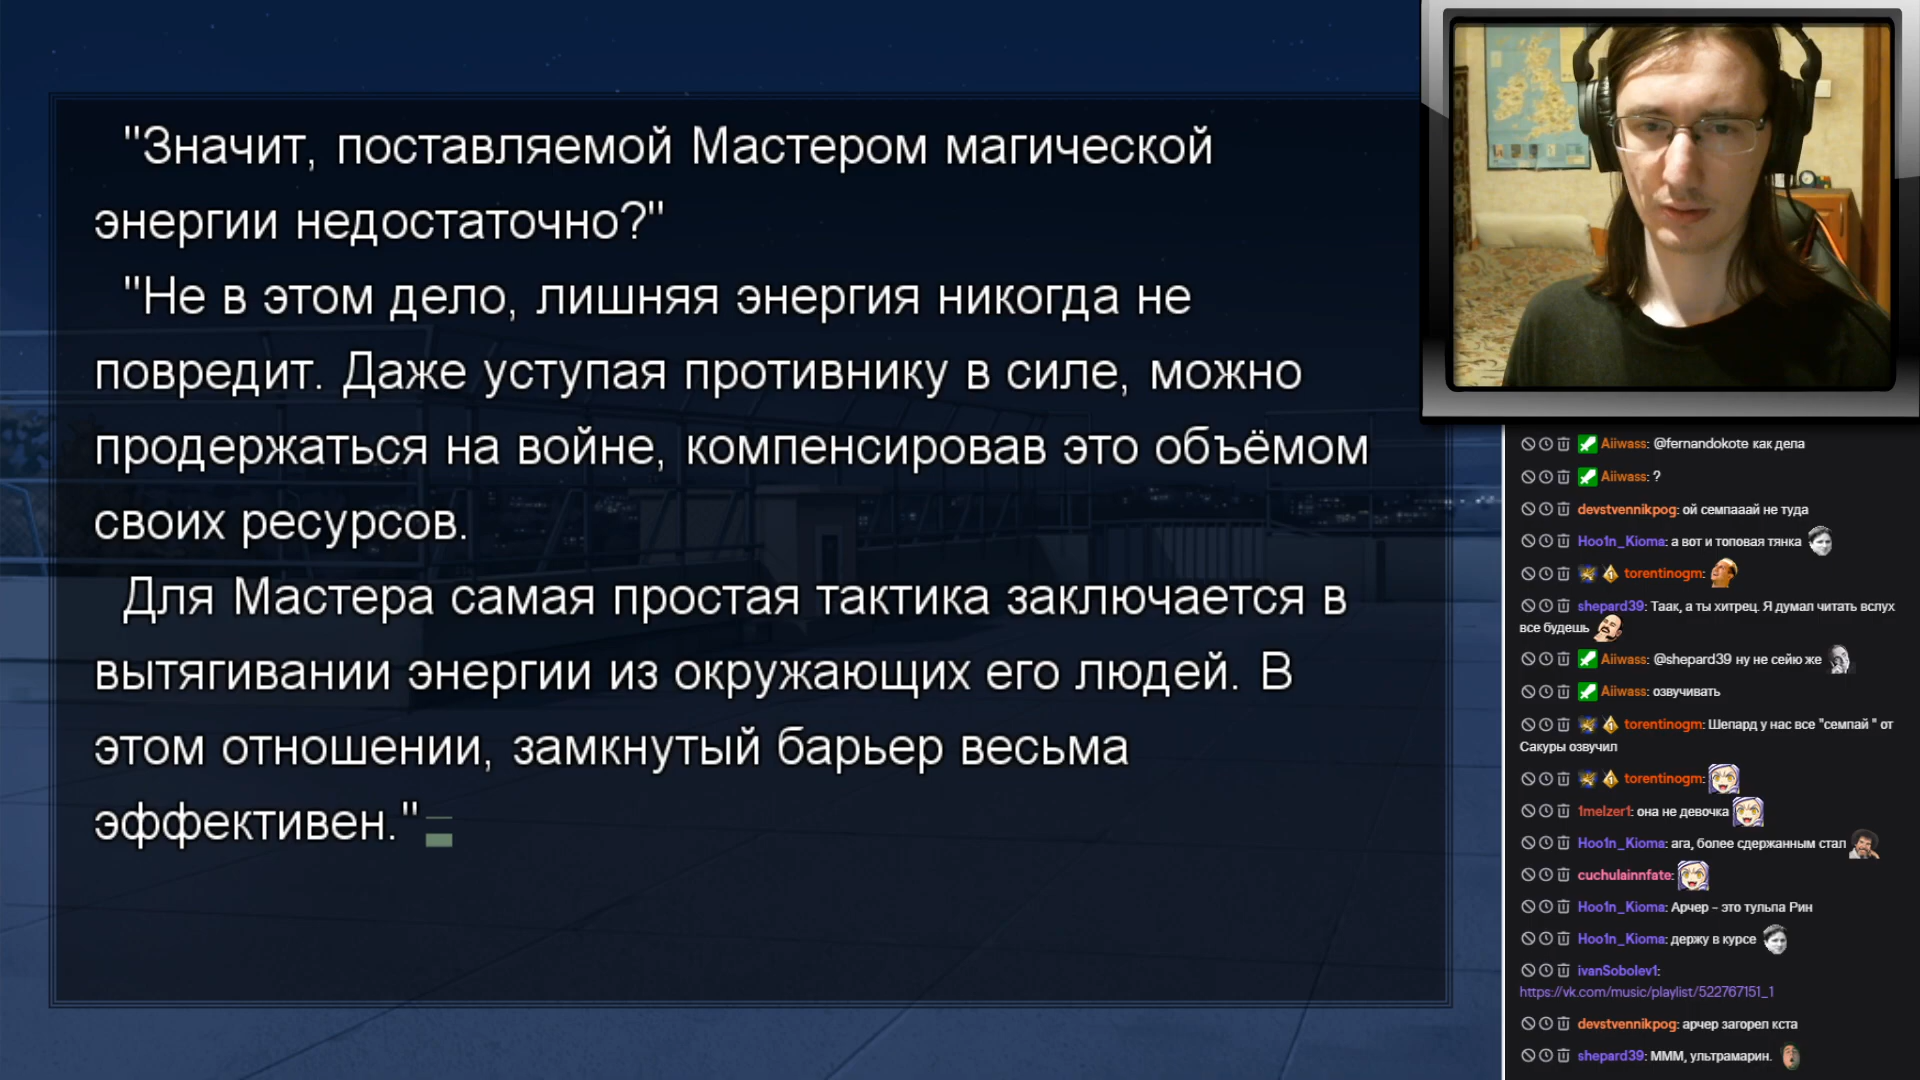 "Значит, поставляемой Мастером магической
энергии недостаточно?"
"Не в этом дело, лишняя энергия никогда не
повредит. Даже уступая противнику в силе, можно
продержаться на войне, компенсировав это объёмом
своих ресурсов.
Для Мастера самая простая тактика заключается в
вытягивании энергии из окружающих его людей. В
этом отношении, замкнутый барьер весьма
эффективен."
Aiiwass: @fernandokote как дела
Aiiwass: ?
devstvennikpog: ой семпааай не туда
Hoo1n_Kioma: а вот и топовая тянка
torentinogm:
shepard39: Таак, а ты хитрец. Я думал читать вслух
все будешь
Aiiwass: @shepard39 ну не сейю же
Aiiwass: озвучивать
torentinogm: Шепард у нас все "семпай " от
Сакуры озвучил
torentinogm:
1melzer1: она не девочка
Hoo1n_Kioma: ага, более сдержанным стал
cuchulainnfate:
Hoo1n_Kioma: Арчер - это тульпа Рин
Hoo1n_Kioma: держу в курсе
ivanSobolev1:
https://vk.com/music/playlist/522767151_1
devstvennikpog: арчер загорел кста
shepard39: МММ, ультрамарин.